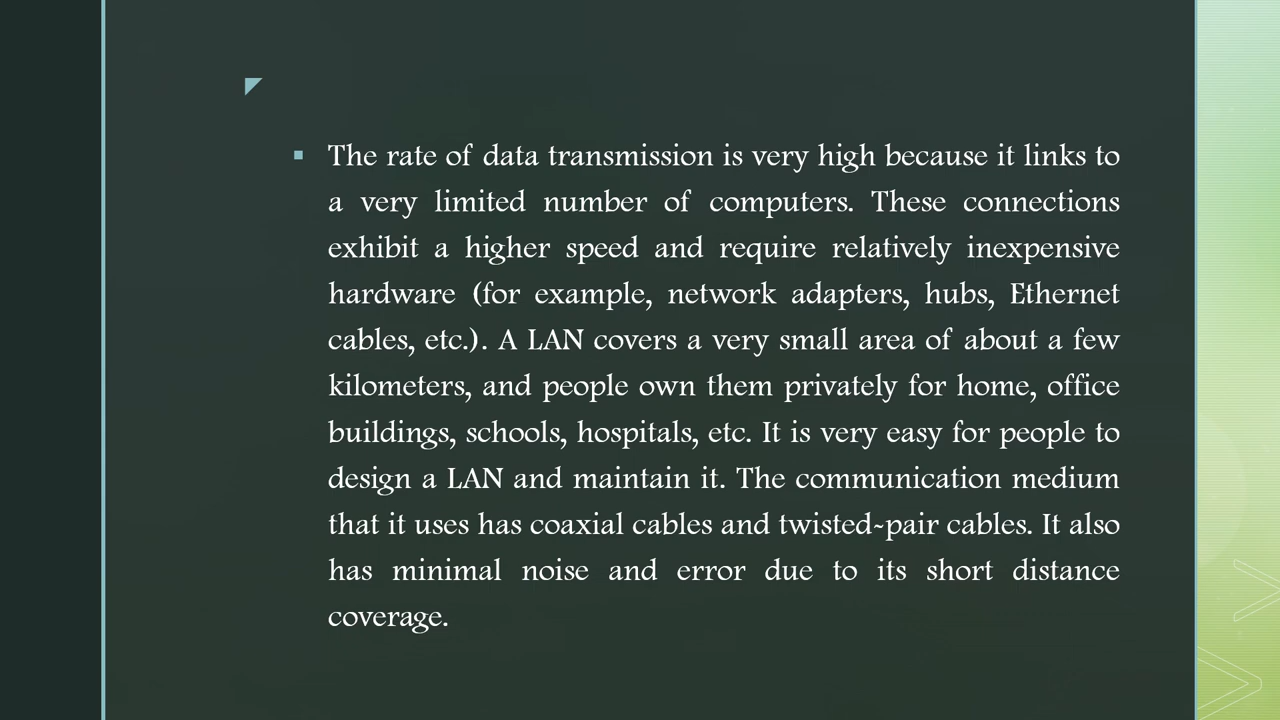 The rate of data transmission is very high because it links to
a very limited number of computers. These connections
exhibit a higher speed and require relatively inexpensive
hardware (for example, network adapters, hubs, Ethernet
cables, etc.). A LAN covers a very small area of about a few
kilometers, and people own them privately for home, office
buildings, schools, hospitals, etc. It is very easy for people to
design a LAN and maintain it. The communication medium
that it uses has coaxial cables and twisted-pair cables. It also
has minimal noise and error due to its short distance
coverage.